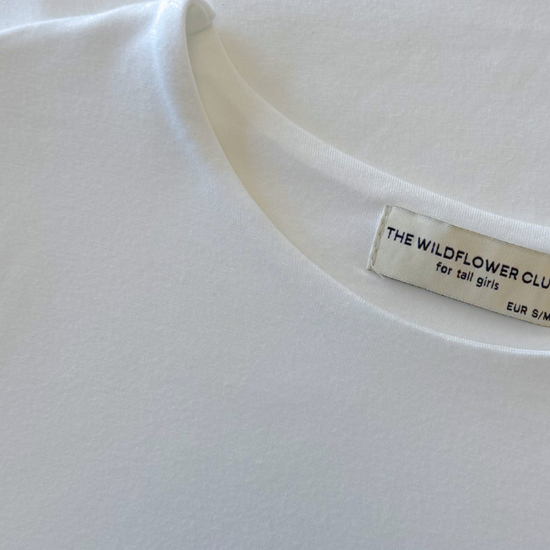 THE WILDFLOWER CLU
for tall girls
EUR S/M